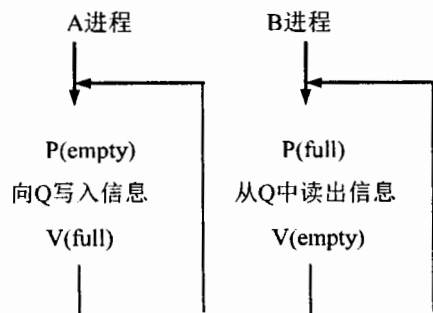 A进程
B进程
P(empty)
P(full)
向Q写入信息
从Q中读出信息
V(full)
V(empty)